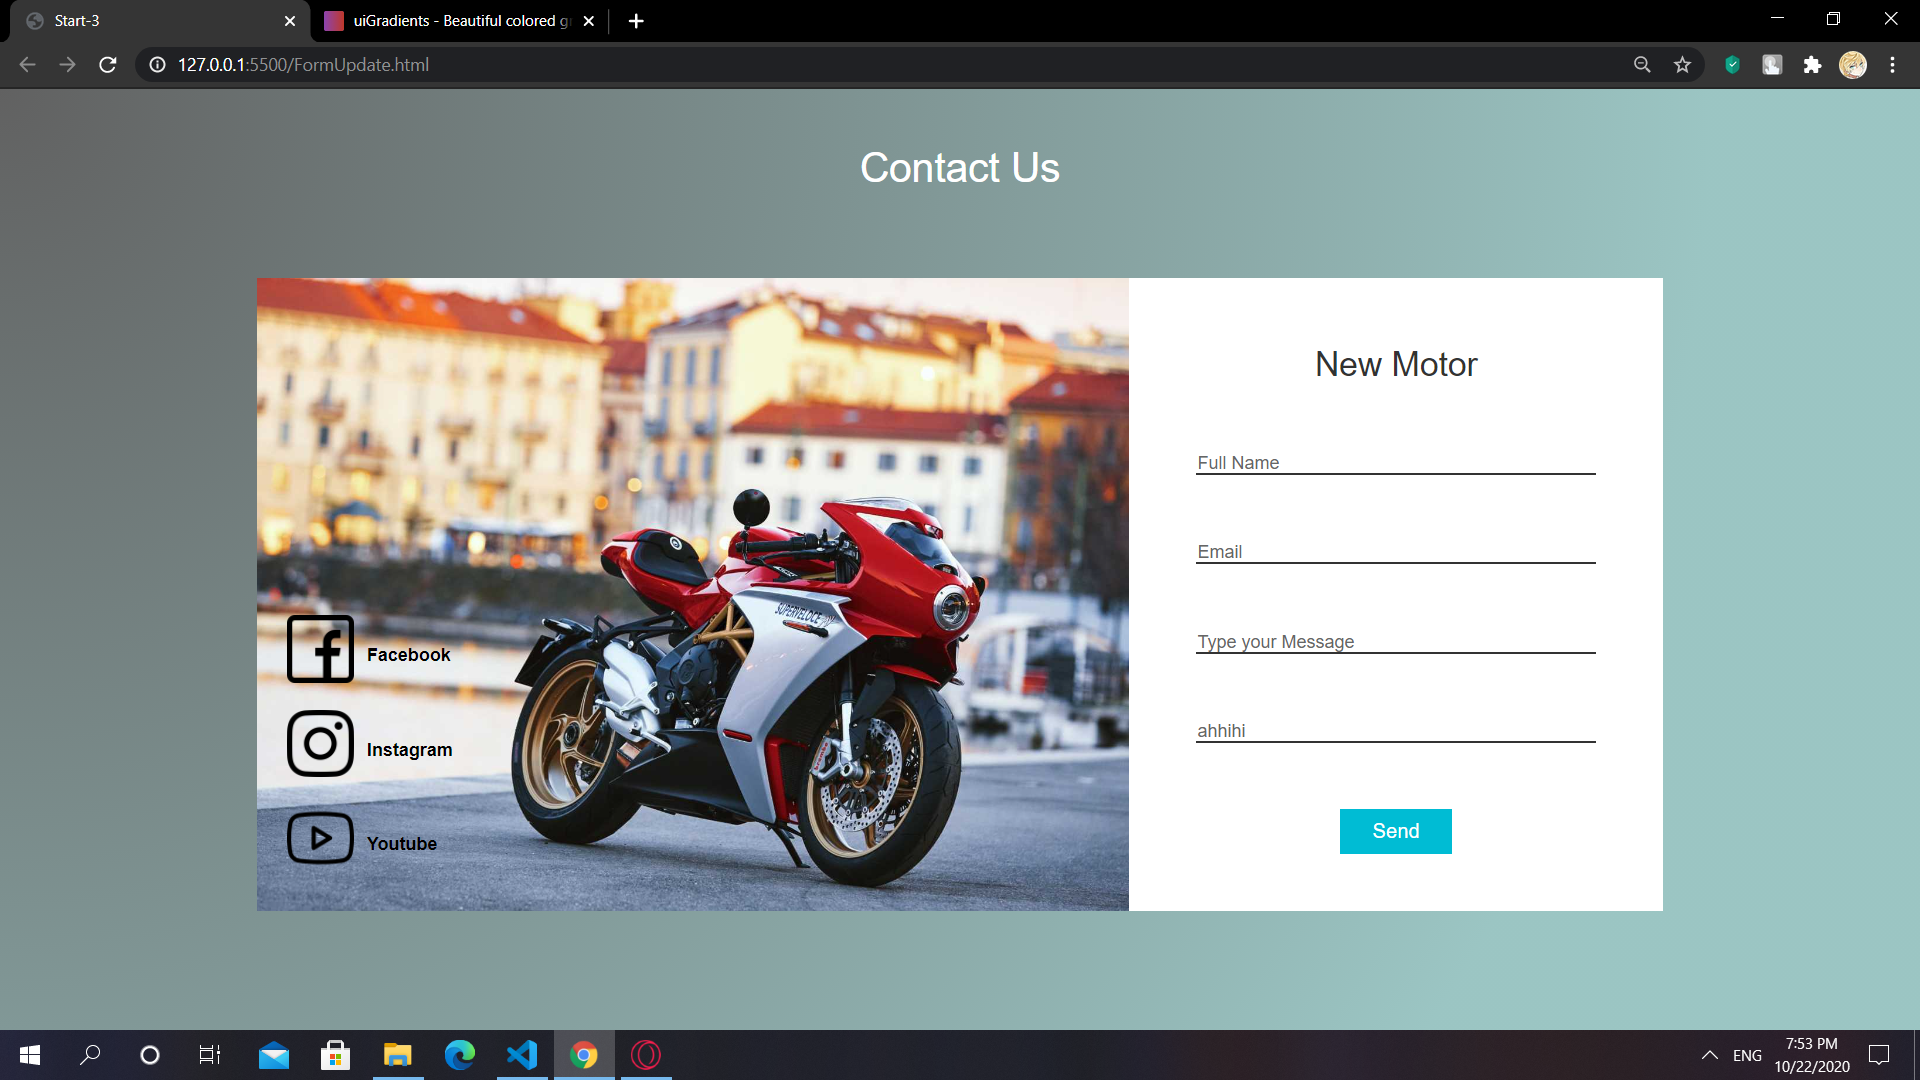 Start-3
uiGradients - Beautiful colored g
127.0.0.1:5500/FormUpdate.html
Contact Us
New Motor
Full Name
Email
SUPERVELOCE
Facebook
Type your Message
Instagram
ahhihi
Send
Youtube
7:53 PM
ENG
10/22/2020